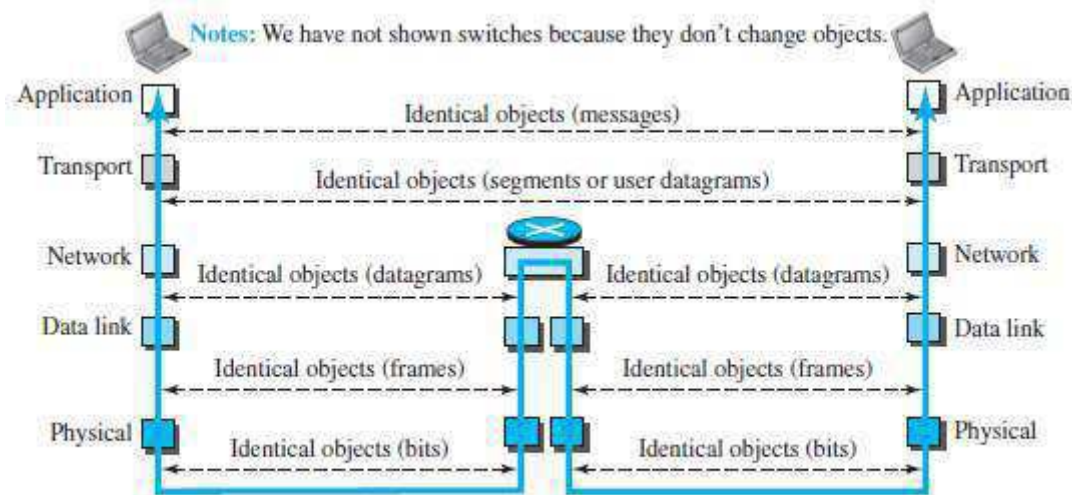 Notes: We have not shown switches because they don't change objects.
Application
Application
Identical objects (messages)
Transport
Transport
Identical objects (segments or user datagrams)
Network
Network
Identical objects (datagrams)
Identical objects (datagrams)
Data link
Data link
Identical objects (frames)
Identical objects (frames)
Physical
Physical
Identical objects (bits)
Identical objects (bits)